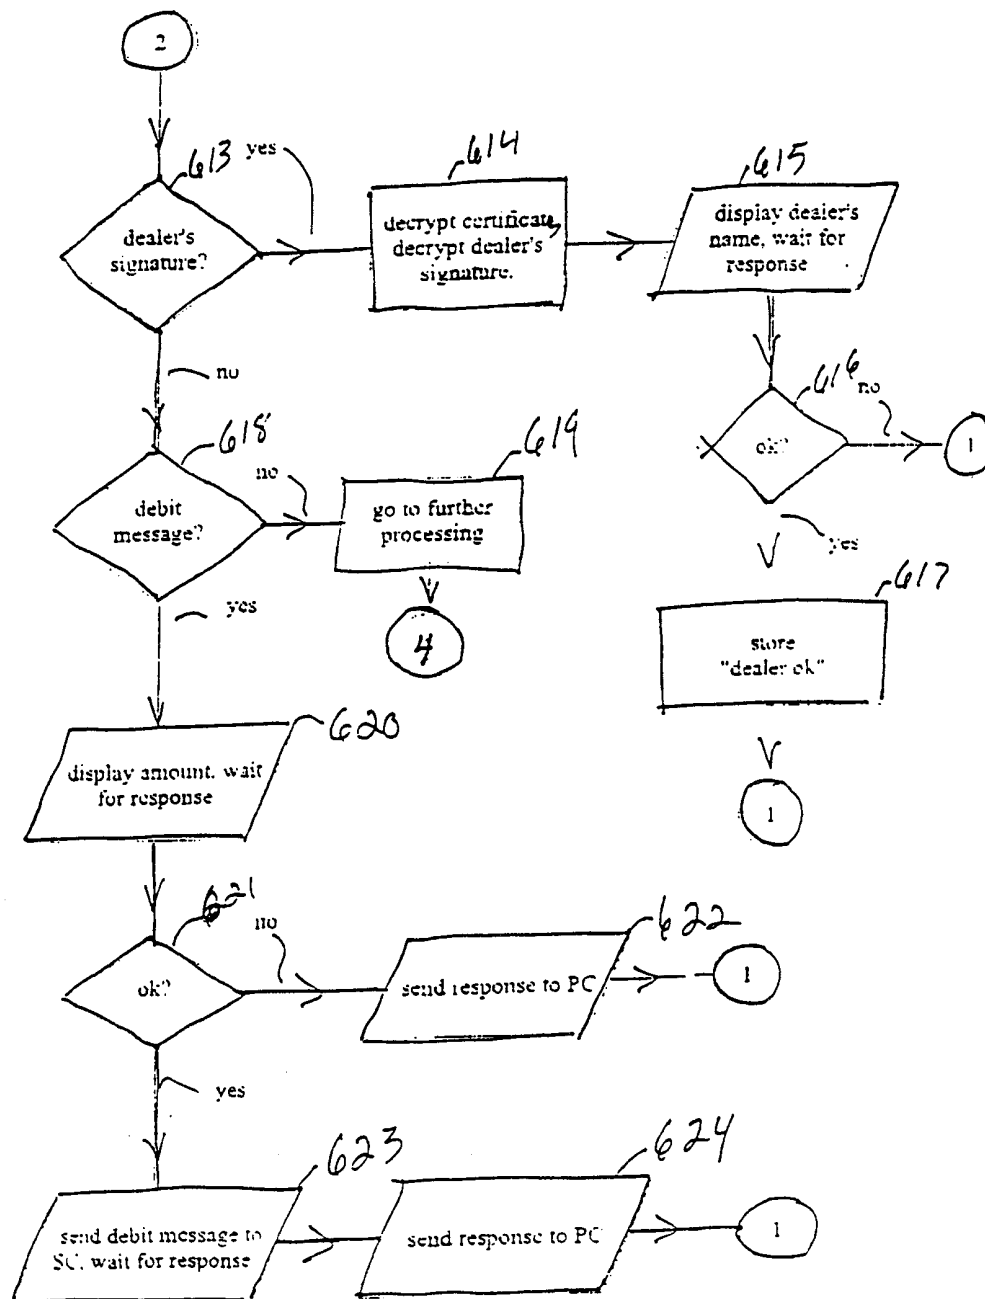 2
613
yes
614
615
dealer's
signature?
decrypt certificate,
decrypt dealer's
signature.
display dealer's
name, wait for
response
no
616
no
ok?
1
618
no
619
debit
message?
go to further
processing
yes
617
yes
4
store
"dealer ok"
620
display amount, wait
for response
1
621
no
622
ok?
send response to PC
1
yes
623
624
send debit message to
SC, wait for response
send response to PC
1